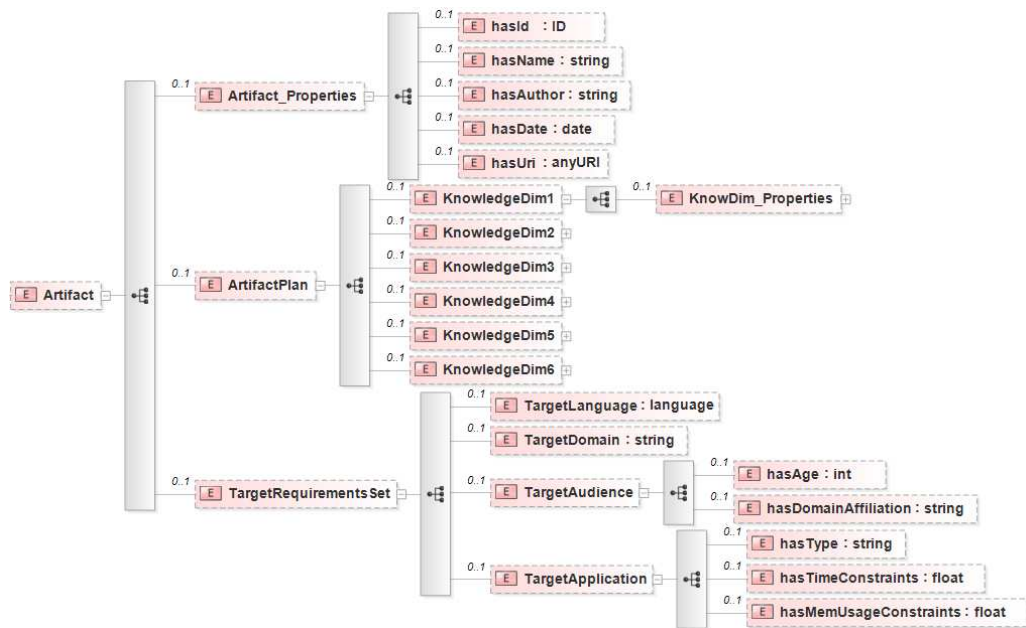 0..1
E hasId : ID
0..1
E hasName : string
0..1
E Artifact_Properties
0..1
E hasAuthor : string
0..1
E hasDate : date
0..1
E hasUri : anyURI
0..1
E KnowledgeDim1
0..1
E KnowDim_Properties
0..1
E KnowledgeDim2
0..1
E KnowledgeDim3
0..1
E Artifact
0..1
E ArtifactPlan
0..1
E KnowledgeDim4
0..1
E KnowledgeDim5
0..1
E KnowledgeDim6
0..1
E TargetLanguage : language
0..1
E TargetDomain : string
0..1
E TargetRequirementsSet
0..1
E TargetAudience
0..1
E hasAge : int
0..1
E hasDomainAffiliation : string
0..1
E TargetApplication
0..1
E hasType : string
0..1
E hasTimeConstraints : float
0..1
E hasMemUsageConstraints : float